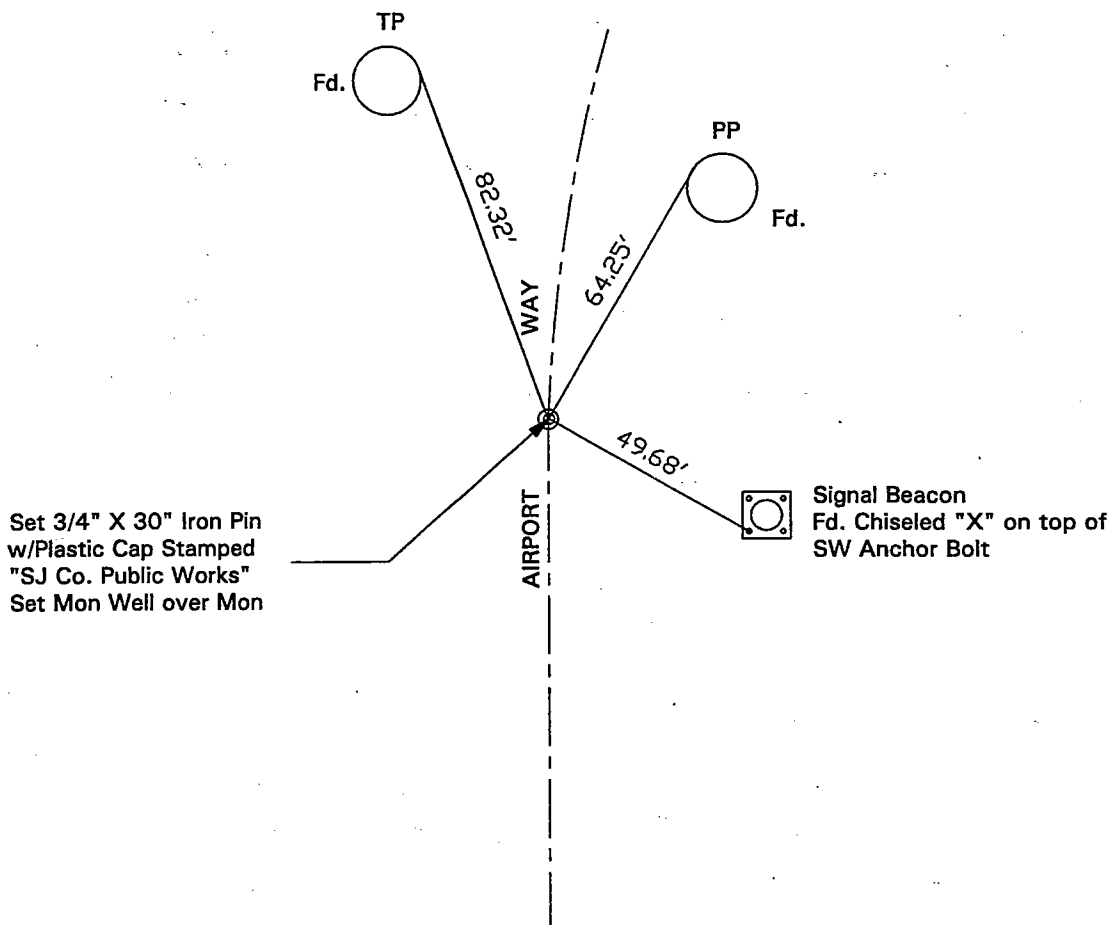 TP
Fd.
PP
Fd.
82.32'
64.25'
WAY
49.68'
AIRPORT
Set 3/4" X 30" Iron Pin
w/Plastic Cap Stamped
"SJ Co. Public Works"
Set Mon Well over Mon
Signal Beacon
Fd. Chiseled "X" on top of
SW Anchor Bolt